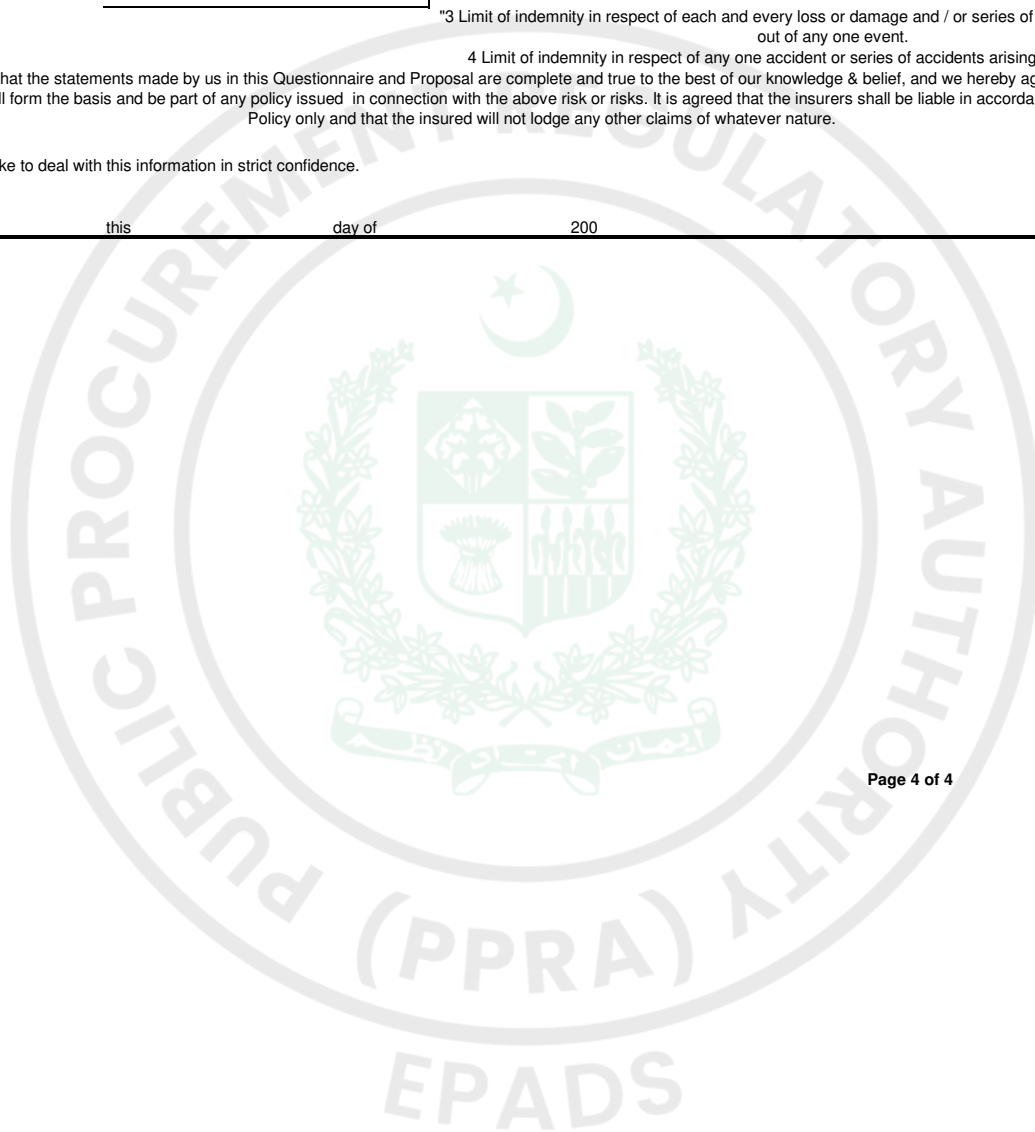 "3 Limit of indemnity in respect of each and every loss or damage and / or series of
out of any one event.
4 Limit of indemnity in respect of any one accident or series of accidents arising
hat the statements made by us in this Questionnaire and Proposal are complete and true to the best of our knowledge & belief, and we hereby ag
ll form the basis and be part of any policy issued in connection with the above risk or risks. It is agreed that the insurers shall be liable in accorda
Policy only and that the insured will not lodge any other claims of whatever nature.
ke to deal with this information in strict confidence.
this day of 200
PUBLIC PROCUREMENT REGULATORY AUTHORITY
ایمان اتحاد نظم
Page 4 of 4
(PPRA)
EPADS